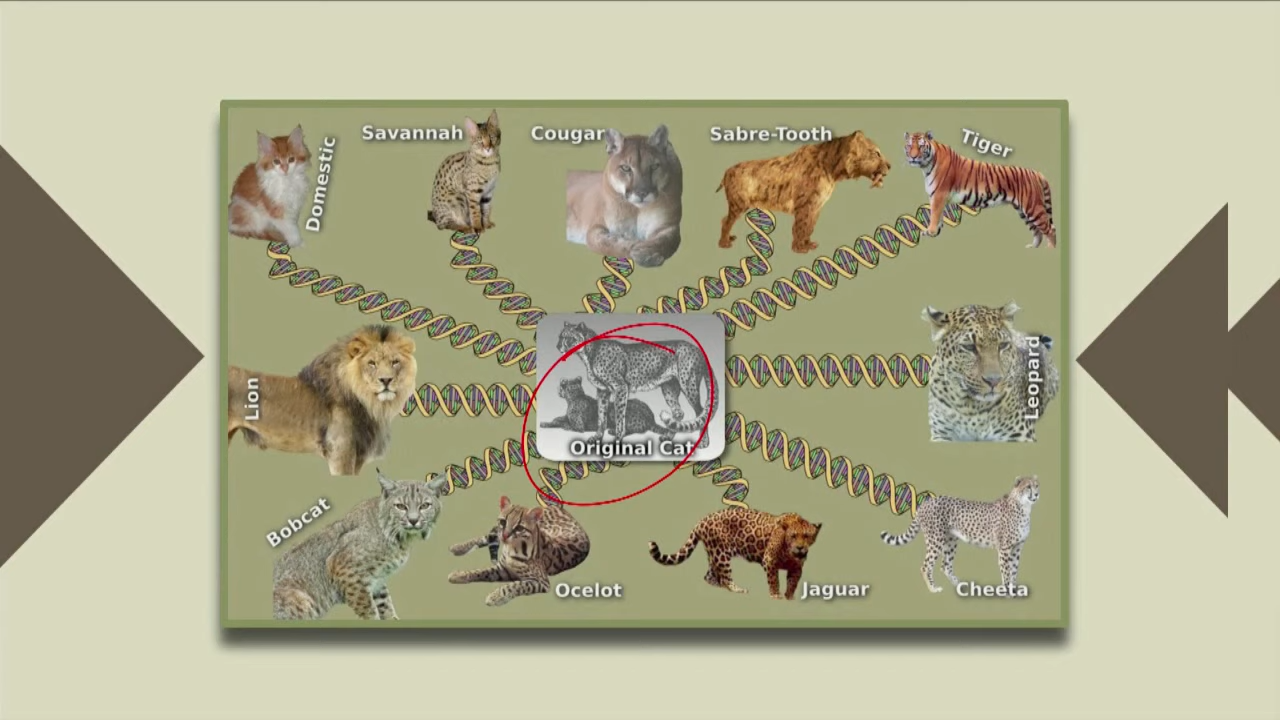 Domestic
Savannah
Cougar
Sabre-Tooth
Tiger
Lion
Original Cat
Leopard
Bobcat
Ocelot
Jaguar
Cheeta